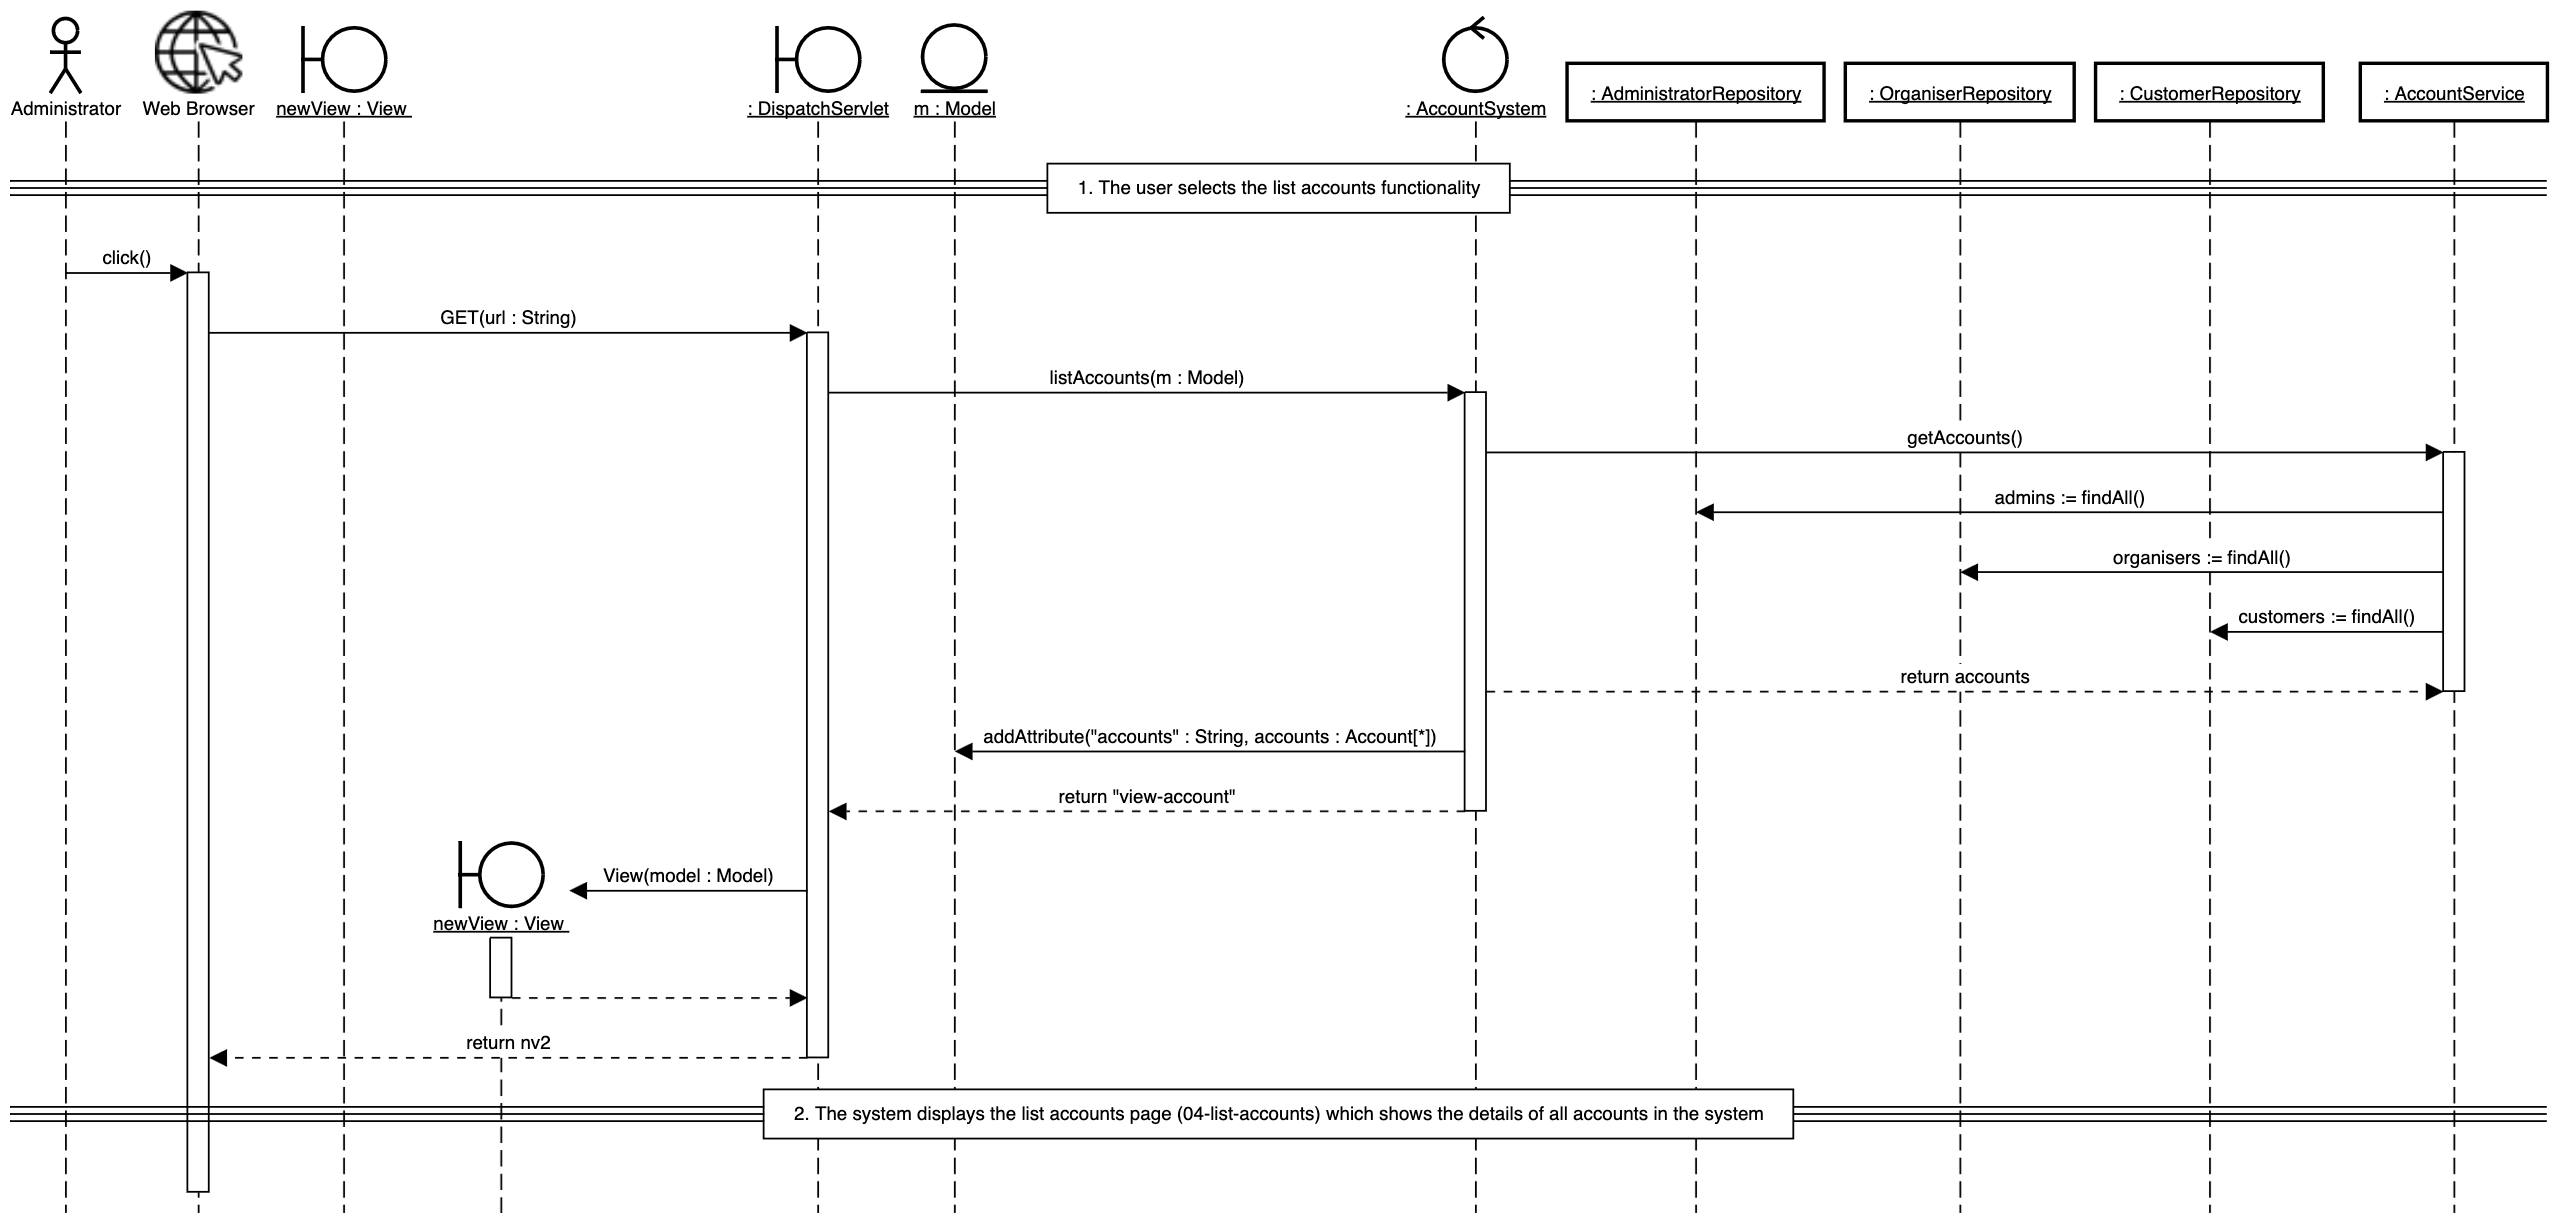 Administrator
Web Browser
newView : View
: DispatchServlet
m : Model
: AccountSystem
: AdministratorRepository
: OrganiserRepository
: CustomerRepository
: AccountService
1. The user selects the list accounts functionality
click()
GET(url : String)
listAccounts(m : Model)
getAccounts()
admins := findAll()
organisers := findAll()
customers := findAll()
return accounts
addAttribute("accounts" : String, accounts : Account[*])
return "view-account"
View(model : Model)
newView : View
return nv2
2. The system displays the list accounts page (04-list-accounts) which shows the details of all accounts in the system